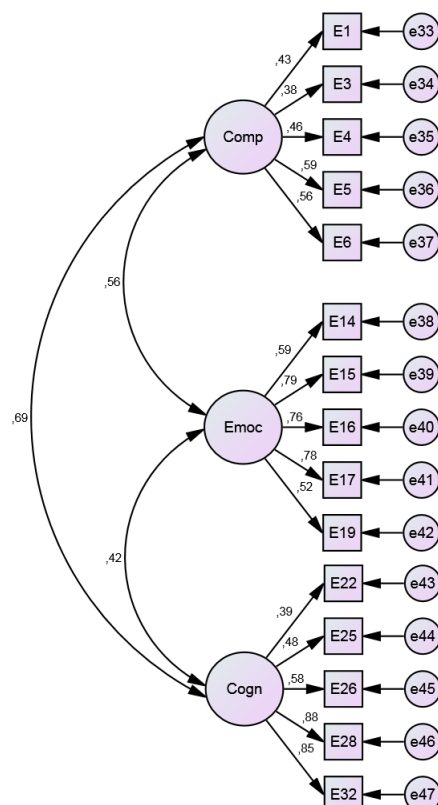 E1 e33
,43
E3 e34
,38
Comp ,46 E4 e35
,59
E5 e36
,56
E6 e37
,56
E14 e38
,59
E15 e39
,79
,69
Emoc ,76 E16 e40
,78
E17 e41
,52
E19 e42
,42
E22 e43
,39
E25 e44
,48
Cogn ,58 E26 e45
,88
E28 e46
,85
E32 e47